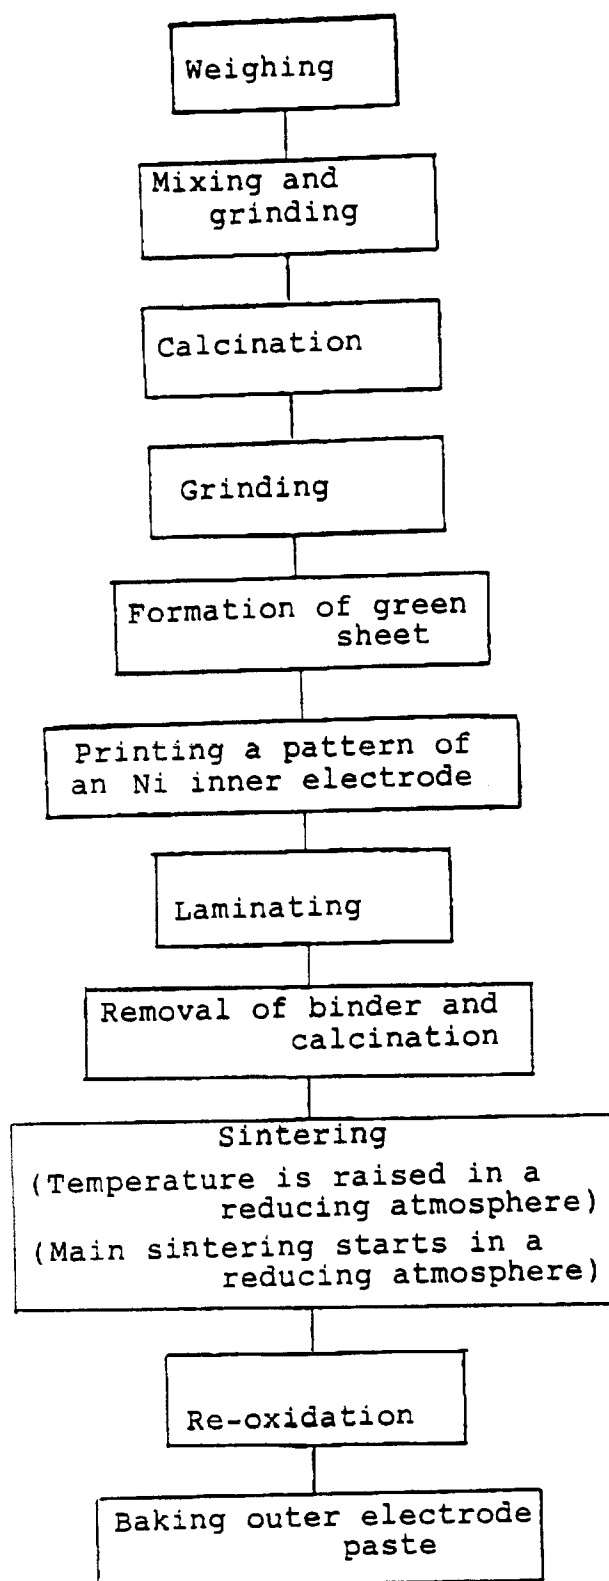 Weighing
Mixing and
grinding
Calcination
Grinding
Formation of green
sheet
Printing a pattern of
an Ni inner electrode
Laminating
Removal of binder and
calcination
Sintering
(Temperature is raised in a
reducing atmosphere)
(Main sintering starts in a
reducing atmosphere)
Re-oxidation
Baking outer electrode
paste